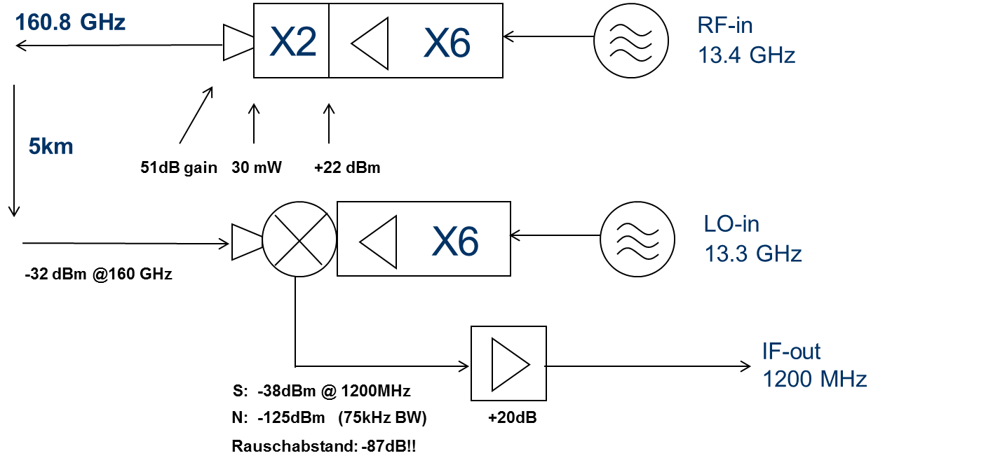 160.8 GHz
X2
X6
RF-in
13.4 GHz
5km
51dB gain
30 mW
+22 dBm
-32 dBm @160 GHz
X6
LO-in
13.3 GHz
IF-out
1200 MHz
S: -38dBm @ 1200MHz
N: -125dBm (75kHz BW)
+20dB
Rauschabstand: -87dB!!